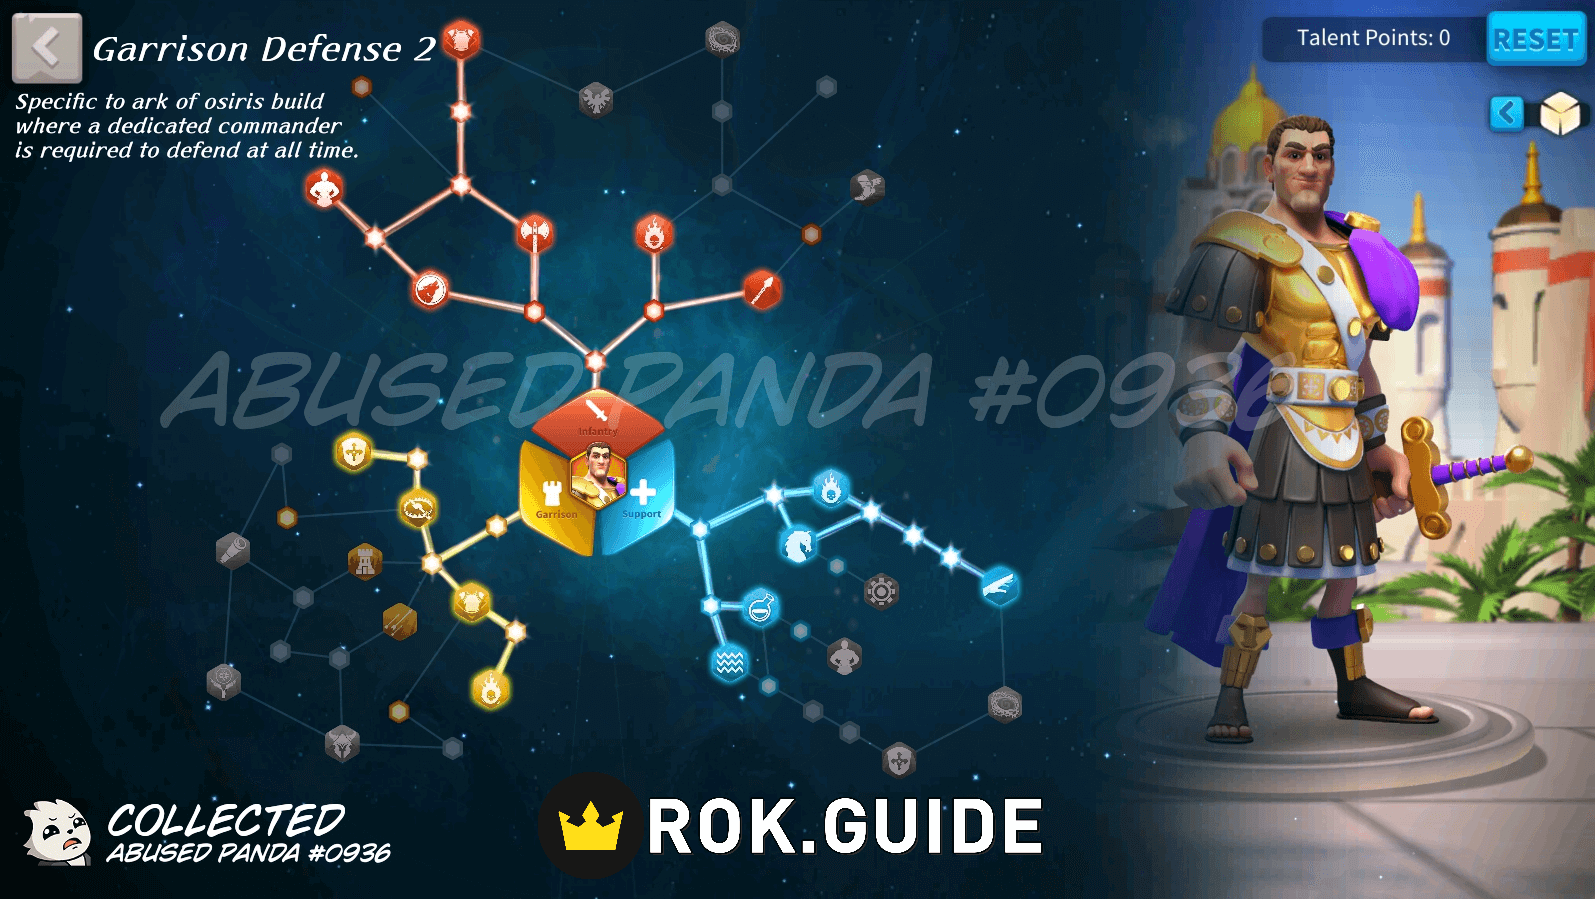 Garrison Defense 2
Specific to ark of osiris build
where a dedicated commander
is required to defend at all time.
Talent Points: 0
RESET
ABUSED PANDA #0936
Infantry
Garrison
Support
COLLECTED
ABUSED PANDA #0936
ROK.GUIDE